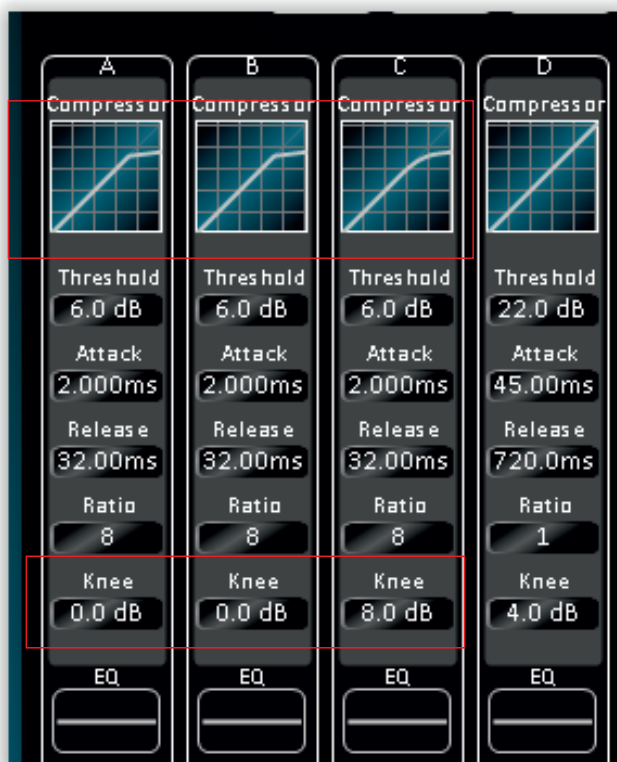 A B C D
Compressor Compressor Compressor Compressor
Threshold Threshold Threshold Threshold
6.0 dB 6.0 dB 6.0 dB 22.0 dB
Attack Attack Attack Attack
2.000ms 2.000ms 2.000ms 45.00ms
Release Release Release Release
32.00ms 32.00ms 32.00ms 720.0ms
Ratio Ratio Ratio Ratio
8 8 8 1
Knee Knee Knee Knee
0.0 dB 0.0 dB 8.0 dB 4.0 dB
EQ EQ EQ EQ